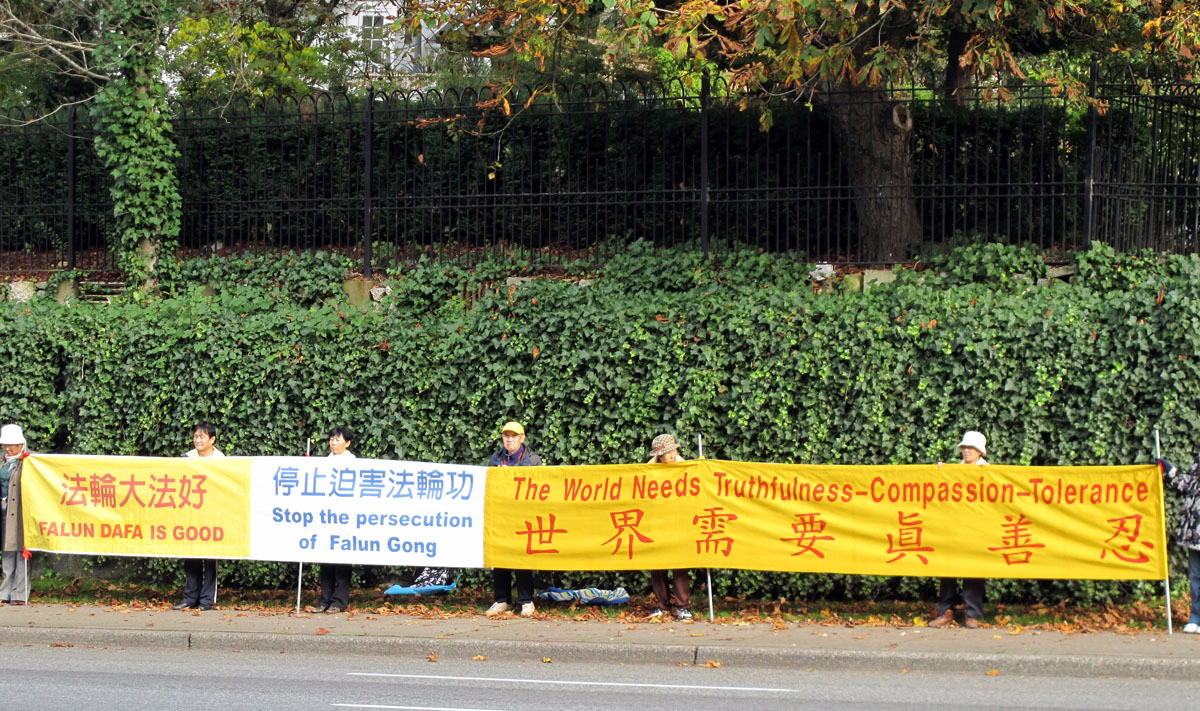 法輪大法好
FALUN DAFA IS GOOD
停止迫害法輪功
Stop the persecution
of Falun Gong
The World Needs Truthfulness–Compassion–Tolerance
世界需要真善忍